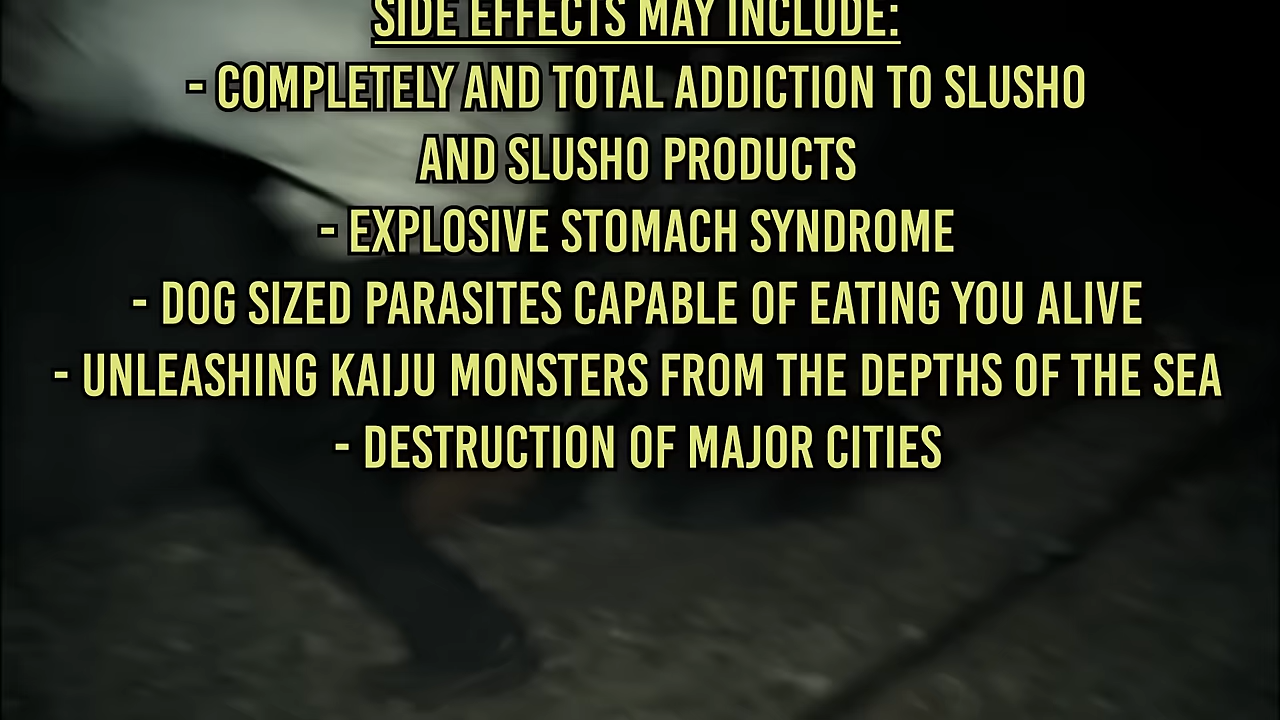 SIDE EFFECTS MAY INCLUDE:
- COMPLETELY AND TOTAL ADDICTION TO SLUSHO
AND SLUSHO PRODUCTS
- EXPLOSIVE STOMACH SYNDROME
- DOG SIZED PARASITES CAPABLE OF EATING YOU ALIVE
- UNLEASHING KAIJU MONSTERS FROM THE DEPTHS OF THE SEA
- DESTRUCTION OF MAJOR CITIES